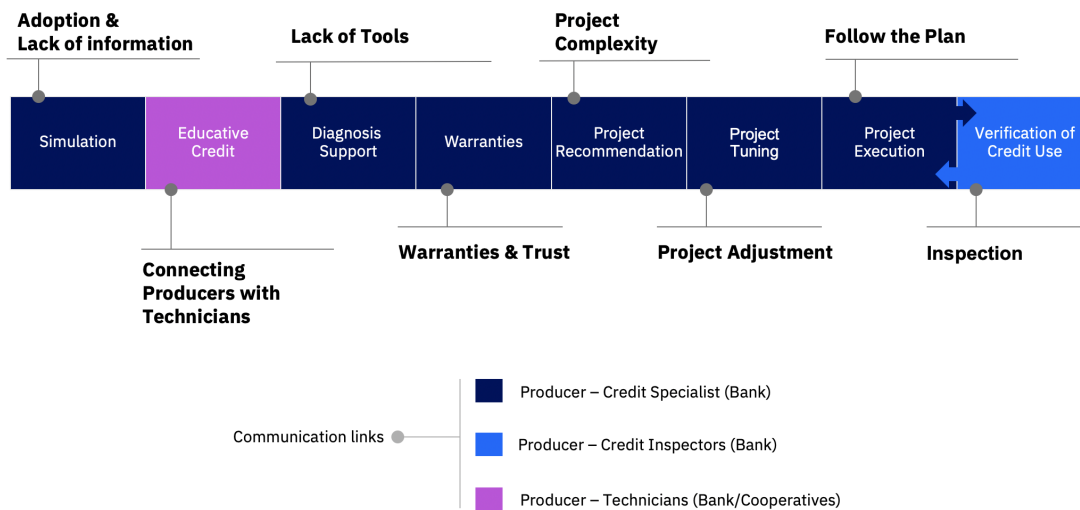 Adoption &
Lack of information
Lack of Tools
Project
Complexity
Follow the Plan
Simulation
Educative
Credit
Diagnosis
Support
Warranties
Project
Recommendation
Project
Tuning
Project
Execution
Verification of
Credit Use
Connecting
Producers with
Technicians
Warranties & Trust
Project Adjustment
Inspection
Communication links
Producer – Credit Specialist (Bank)
Producer – Credit Inspectors (Bank)
Producer – Technicians (Bank/Cooperatives)